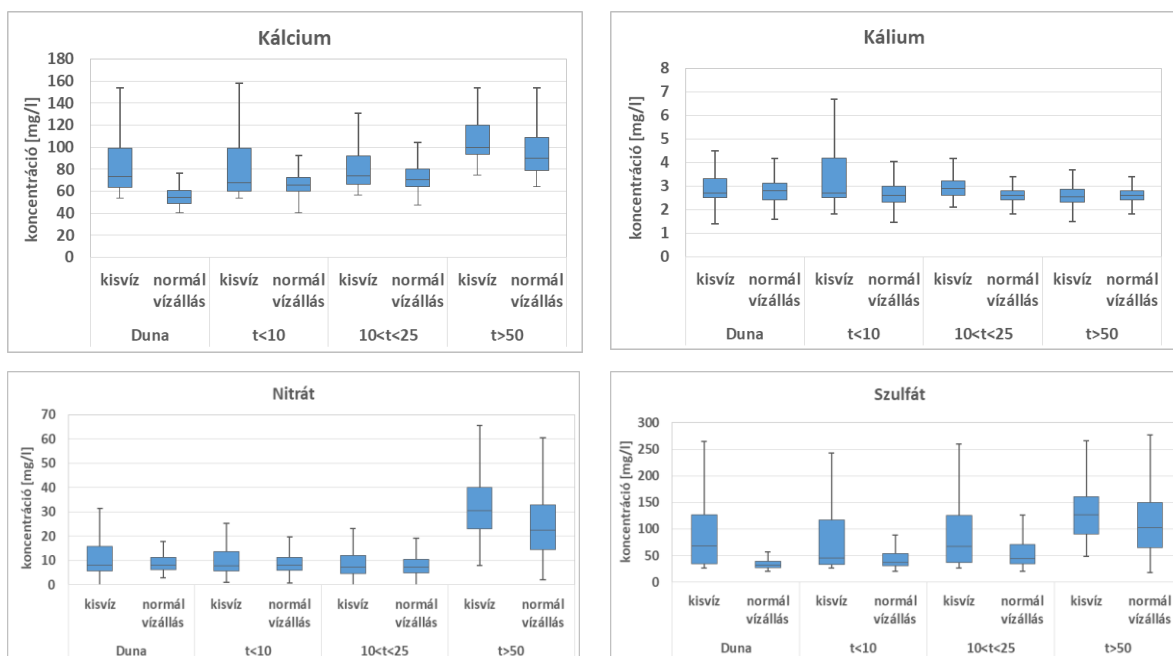 Kálcium
koncentráció [mg/l]
180
160
140
120
100
80
60
40
20
0
kisvíz normál vízállás kisvíz normál vízállás kisvíz normál vízállás kisvíz normál vízállás
Duna t<10 10<t<25 t>50
Kálium
koncentráció [mg/l]
8
7
6
5
4
3
2
1
0
kisvíz normál vízállás kisvíz normál vízállás kisvíz normál vízállás kisvíz normál vízállás
Duna t<10 10<t<25 t>50
Nitrát
koncentráció [mg/l]
70
60
50
40
30
20
10
0
kisvíz normál vízállás kisvíz normál vízállás kisvíz normál vízállás kisvíz normál vízállás
Duna t<10 10<t<25 t>50
Szulfát
koncentráció [mg/l]
300
250
200
150
100
50
0
kisvíz normál vízállás kisvíz normál vízállás kisvíz normál vízállás kisvíz normál vízállás
Duna t<10 10<t<25 t>50